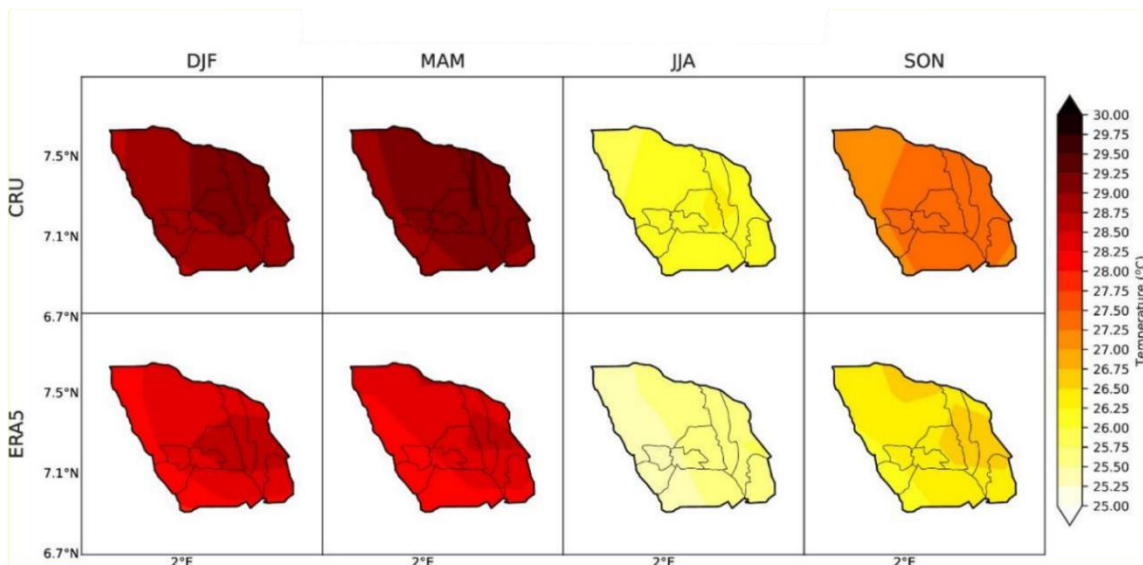 DJF MAM JJA SON
CRU
7.5°N
7.1°N
6.7°N
ERA5
7.5°N
7.1°N
6.7°N
2°E 2°E 2°E 2°E
30.00
29.75
29.50
29.25
29.00
28.75
28.50
28.25
28.00
27.75
27.50
27.25
27.00
26.75
26.50
26.25
26.00
25.75
25.50
25.25
25.00
Temperature (°C)